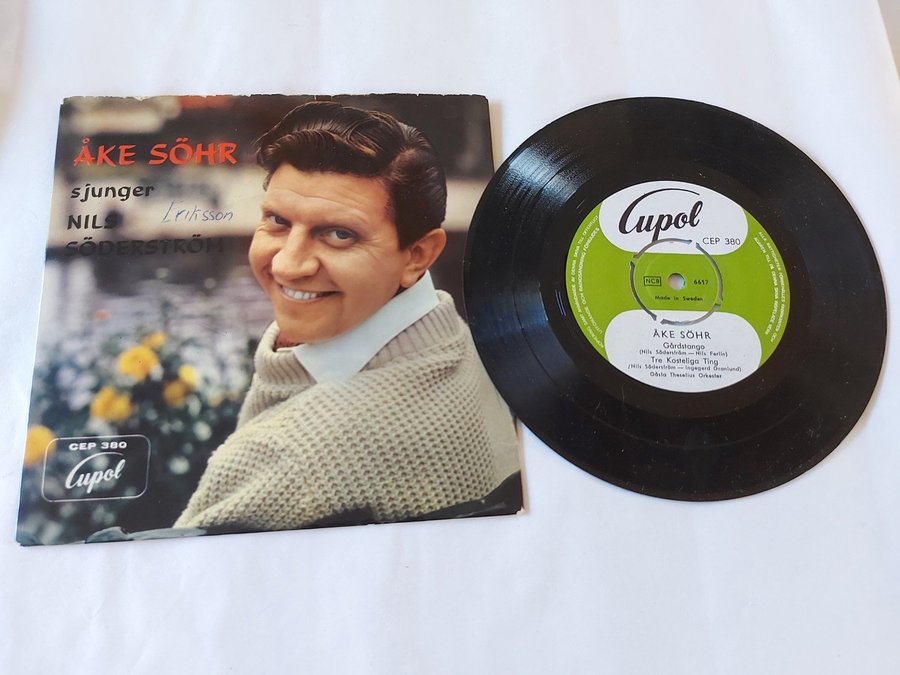 ÅKE SÖHR
sjunger
NILS Eriksson
SÖDERSTRÖM
CEP 380
Cupol
Cupol
CEP 380
NCB 6617
Made in Sweden
ÅKE SÖHR
Gårdstango
(Nils Söderström — Nils Ferlin)
Tre Kosteliga Ting
(Nils Söderström — Ingegerd Granlund)
Gösta Theselius Orkester